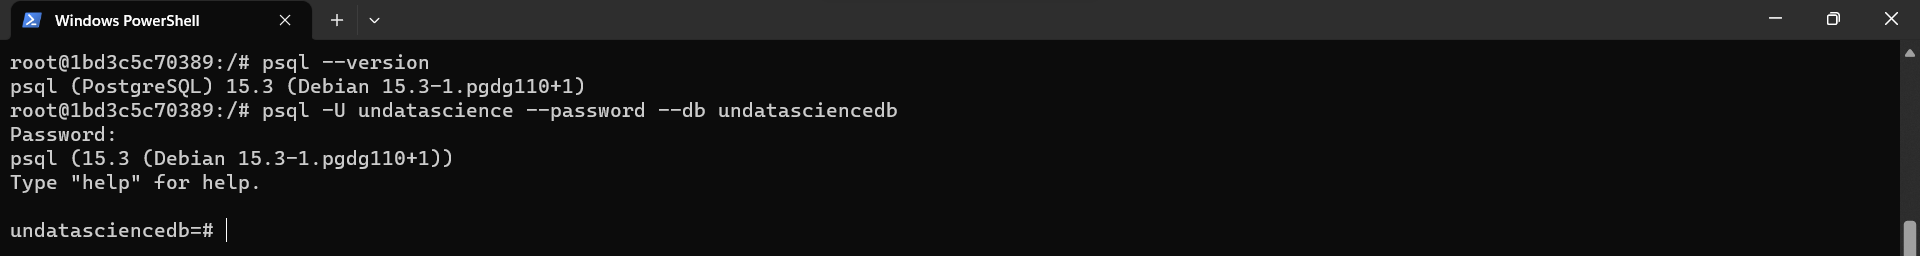 Windows PowerShell
root@1bd3c5c70389:/# psql --version
psql (PostgreSQL) 15.3 (Debian 15.3-1.pgdg110+1)
root@1bd3c5c70389:/# psql -U undatascience --password --db undatasciencedb
Password:
psql (15.3 (Debian 15.3-1.pgdg110+1))
Type "help" for help.
undatasciencedb=#